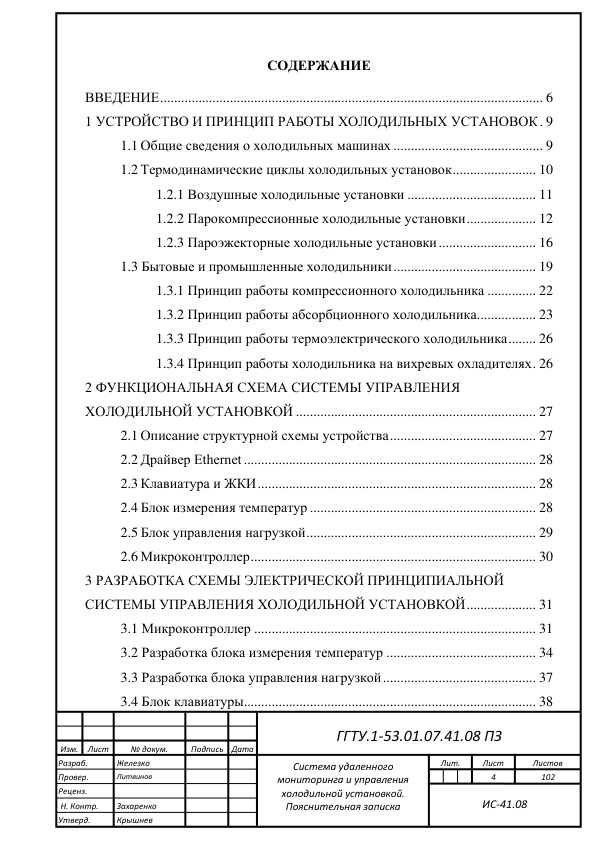 СОДЕРЖАНИЕ
ВВЕДЕНИЕ.......................................................................................................... 6
1 УСТРОЙСТВО И ПРИНЦИП РАБОТЫ ХОЛОДИЛЬНЫХ УСТАНОВОК. 9
1.1 Общие сведения о холодильных машинах .......................................... 9
1.2 Термодинамические циклы холодильных установок....................... 10
1.2.1 Воздушные холодильные установки .................................... 11
1.2.2 Парокомпрессионные холодильные установки................... 12
1.2.3 Пароэжекторные холодильные установки........................... 16
1.3 Бытовые и промышленные холодильники........................................ 19
1.3.1 Принцип работы компрессионного холодильника .............. 22
1.3.2 Принцип работы абсорбционного холодильника................ 23
1.3.3 Принцип работы термоэлектрического холодильника........ 26
1.3.4 Принцип работы холодильника на вихревых охладителях. 26
2 ФУНКЦИОНАЛЬНАЯ СХЕМА СИСТЕМЫ УПРАВЛЕНИЯ
ХОЛОДИЛЬНОЙ УСТАНОВКОЙ ................................................................... 27
2.1 Описание структурной схемы устройства......................................... 27
2.2 Драйвер Ethernet .................................................................................. 28
2.3 Клавиатура и ЖКИ.............................................................................. 28
2.4 Блок измерения температур ............................................................... 28
2.5 Блок управления нагрузкой................................................................ 29
2.6 Микроконтроллер................................................................................ 30
3 РАЗРАБОТКА СХЕМЫ ЭЛЕКТРИЧЕСКОЙ ПРИНЦИПИАЛЬНОЙ
СИСТЕМЫ УПРАВЛЕНИЯ ХОЛОДИЛЬНОЙ УСТАНОВКОЙ................... 31
3.1 Микроконтроллер ............................................................................... 31
3.2 Разработка блока измерения температур .......................................... 34
3.3 Разработка блока управления нагрузкой........................................... 37
3.4 Блок клавиатуры.................................................................................. 38
ГГТУ.1-53.01.07.41.08 ПЗ
Изм. Лист № докум. Подпись Дата
Разраб. Железко
Провер. Литвинов
Реценз.
Н. Контр. Захаренко
Утверд. Крышнев
Система удаленного
мониторинга и управления
холодильной установкой.
Пояснительная записка
Лит. Лист Листов
4 102
ИС-41.08